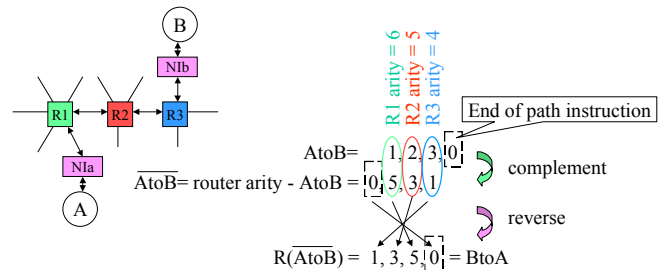 B
NIb
R1
R2
R3
NIa
A
R1 arity = 6
R2 arity = 5
R3 arity = 4
End of path instruction
AtoB= 1, 2, 3, 0
AtoB= router arity - AtoB = 0, 5, 3, 1
complement
reverse
R(AtoB) = 1, 3, 5, 0 = BtoA